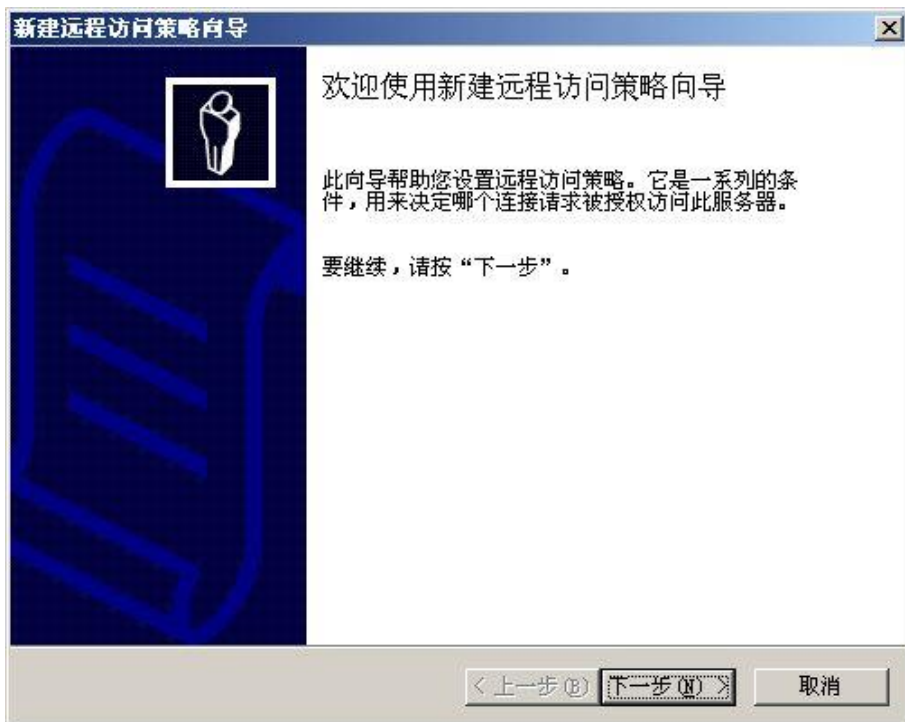 新建远程访问策略向导
欢迎使用新建远程访问策略向导
此向导帮助您设置远程访问策略。它是一系列的条
件，用来决定哪个连接请求被授权访问此服务器。
要继续，请按“下一步”。
< 上一步(B) 下一步(N) > 取消